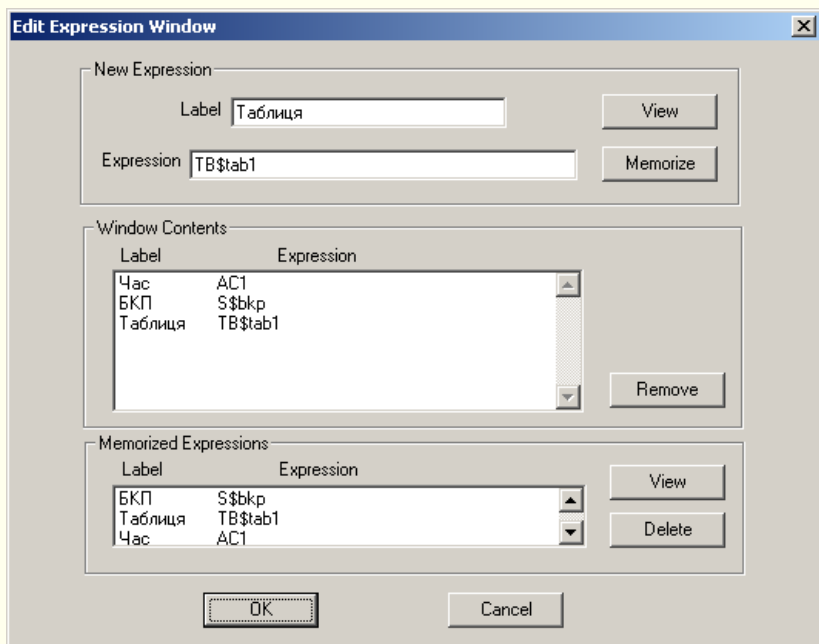 Edit Expression Window
New Expression
Label Таблиця View
Expression TB$tab1 Memorize
Window Contents
Label Expression
Час AC1
БКП S$bkp
Таблиця TB$tab1
Remove
Memorized Expressions
Label Expression
View
БКП S$bkp
Таблиця TB$tab1
Час AC1
Delete
OK Cancel